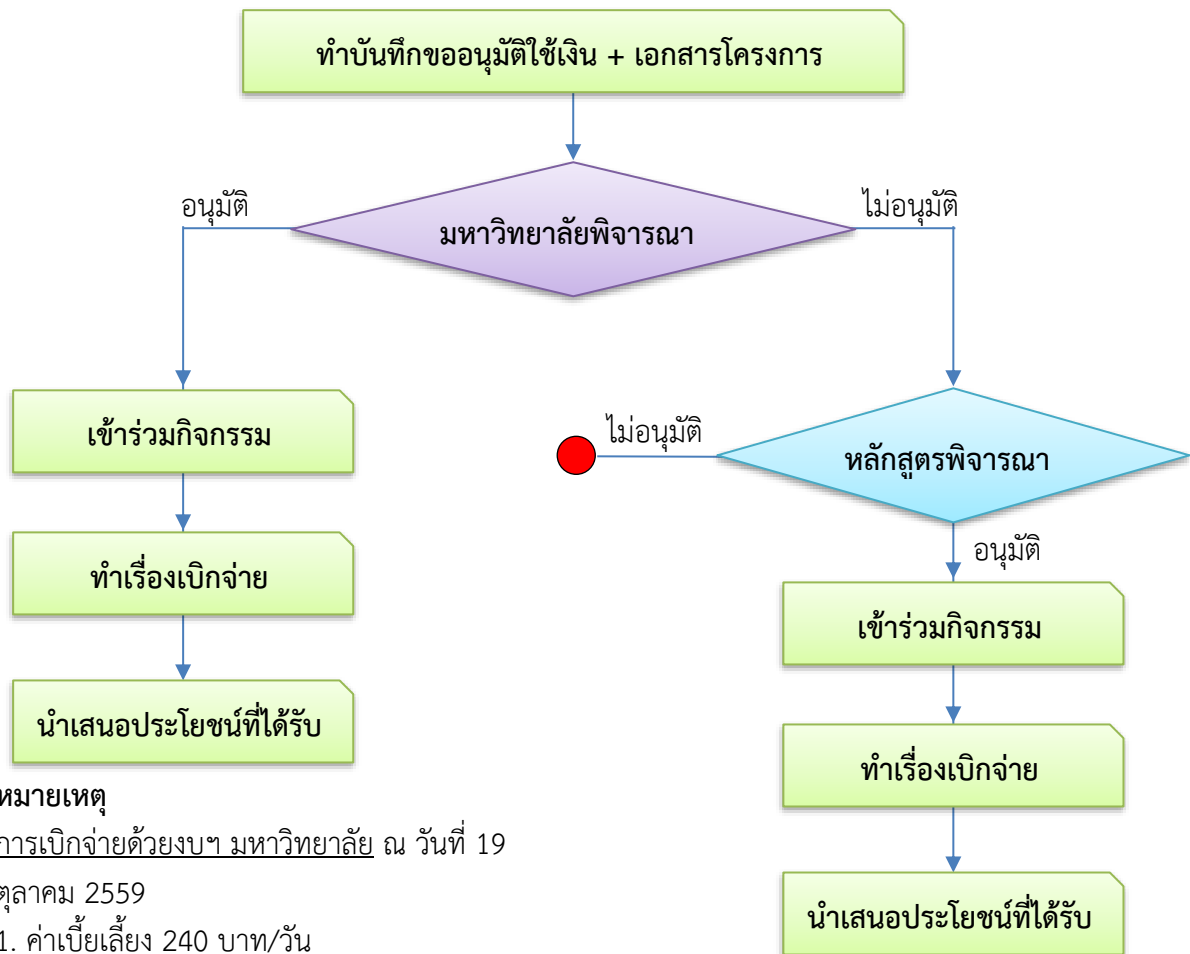 ทำบันทึกขออนุมัติใช้เงิน + เอกสารโครงการ
อนุมัติ
ไม่อนุมัติ
มหาวิทยาลัยพิจารณา
เข้าร่วมกิจกรรม
ไม่อนุมัติ
หลักสูตรพิจารณา
ทำเรื่องเบิกจ่าย
อนุมัติ
เข้าร่วมกิจกรรม
นำเสนอประโยชน์ที่ได้รับ
ทำเรื่องเบิกจ่าย
หมายเหตุ
การเบิกจ่ายด้วยงบฯ มหาวิทยาลัย ณ วันที่ 19
ตุลาคม 2559
นำเสนอประโยชน์ที่ได้รับ
1. ค่าเบี้ยเลี้ยง 240 บาท/วัน